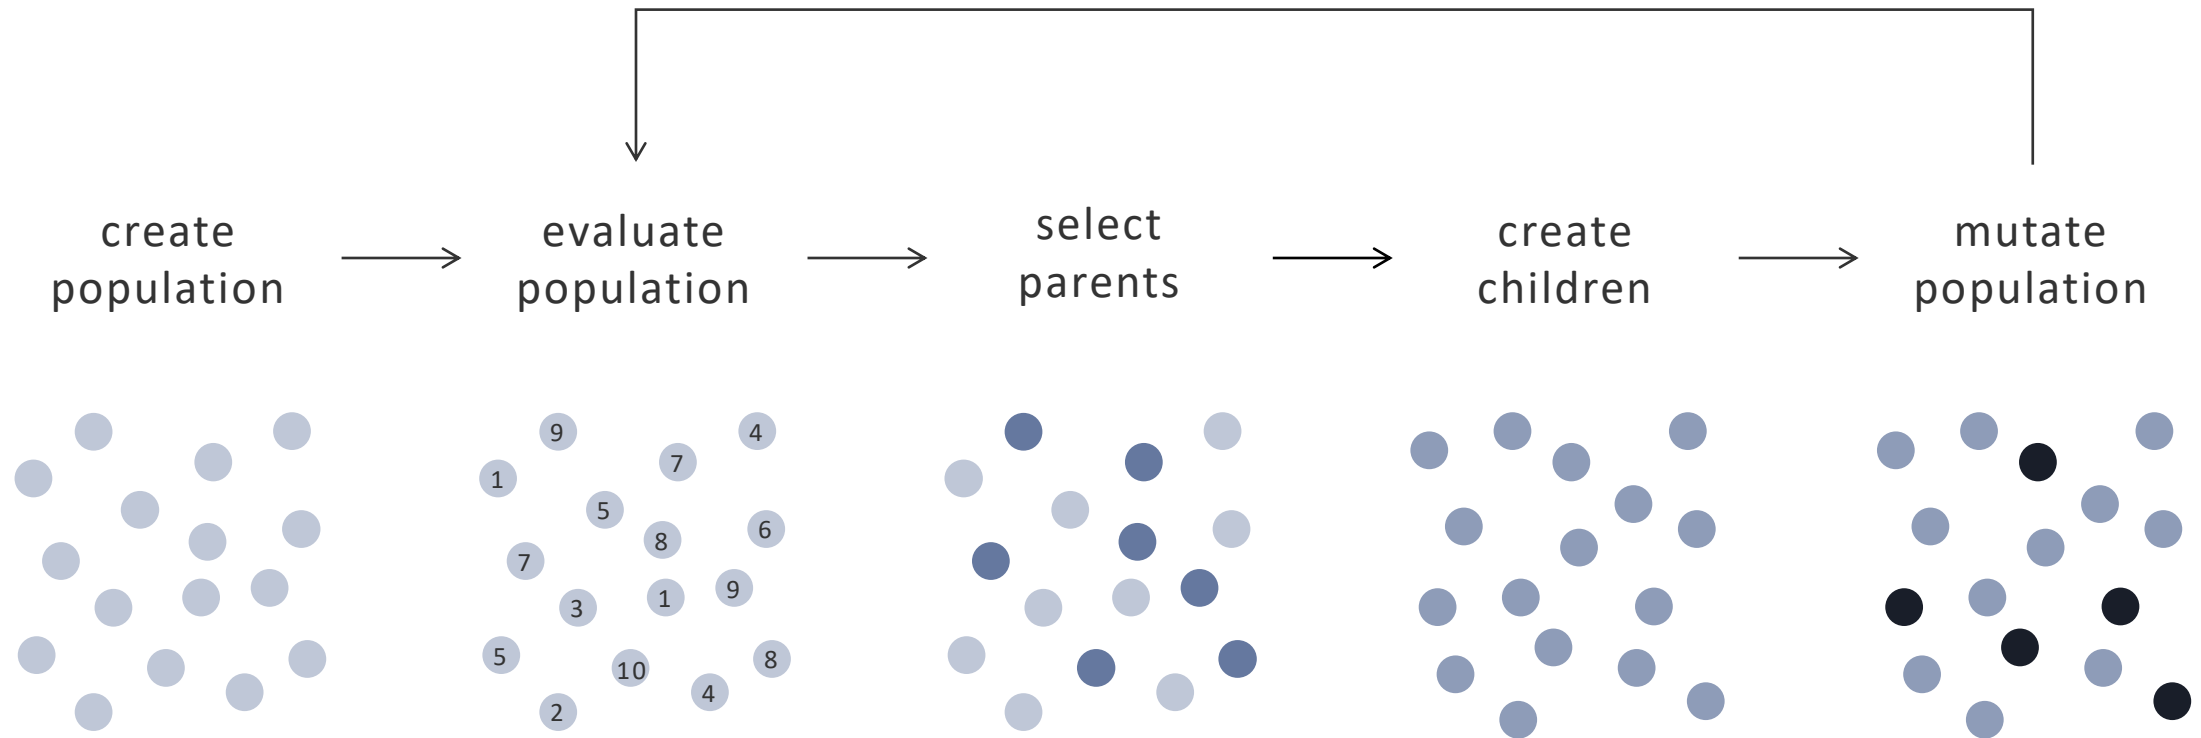 create
population
evaluate
population
select
parents
create
children
mutate
population
9
4
7
1
5
8
6
7
9
1
3
5
8
10
4
2